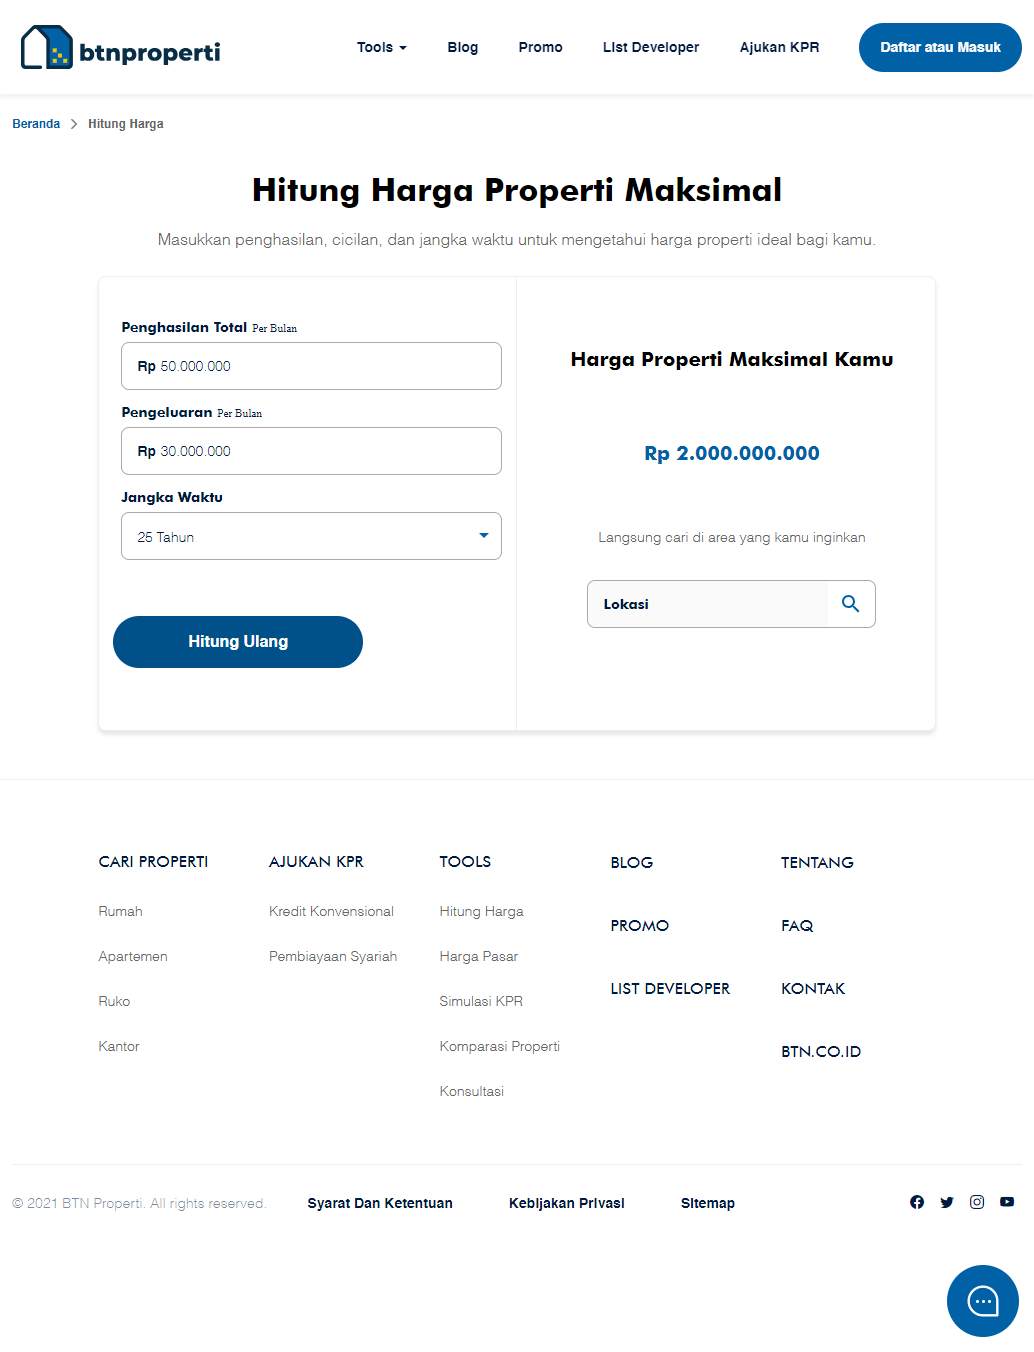 btnproperti
Tools
Blog
Promo
List Developer
Ajukan KPR
Daftar atau Masuk
Beranda
Hitung Harga
Hitung Harga Properti Maksimal
Masukkan penghasilan, cicilan, dan jangka waktu untuk mengetahui harga properti ideal bagi kamu.
Penghasilan Total Per Bulan
Rp 50.000.000
Pengeluaran Per Bulan
Rp 30.000.000
Jangka Waktu
25 Tahun
Hitung Ulang
Harga Properti Maksimal Kamu
Rp 2.000.000.000
Langsung cari di area yang kamu inginkan
Lokasi
CARI PROPERTI
Rumah
Apartemen
Ruko
Kantor
AJUKAN KPR
Kredit Konvensional
Pembiayaan Syariah
TOOLS
Hitung Harga
Harga Pasar
Simulasi KPR
Komparasi Properti
Konsultasi
BLOG
PROMO
LIST DEVELOPER
TENTANG
FAQ
KONTAK
BTN.CO.ID
© 2021 BTN Properti. All rights reserved.
Syarat Dan Ketentuan
Kebijakan Privasi
Sitemap